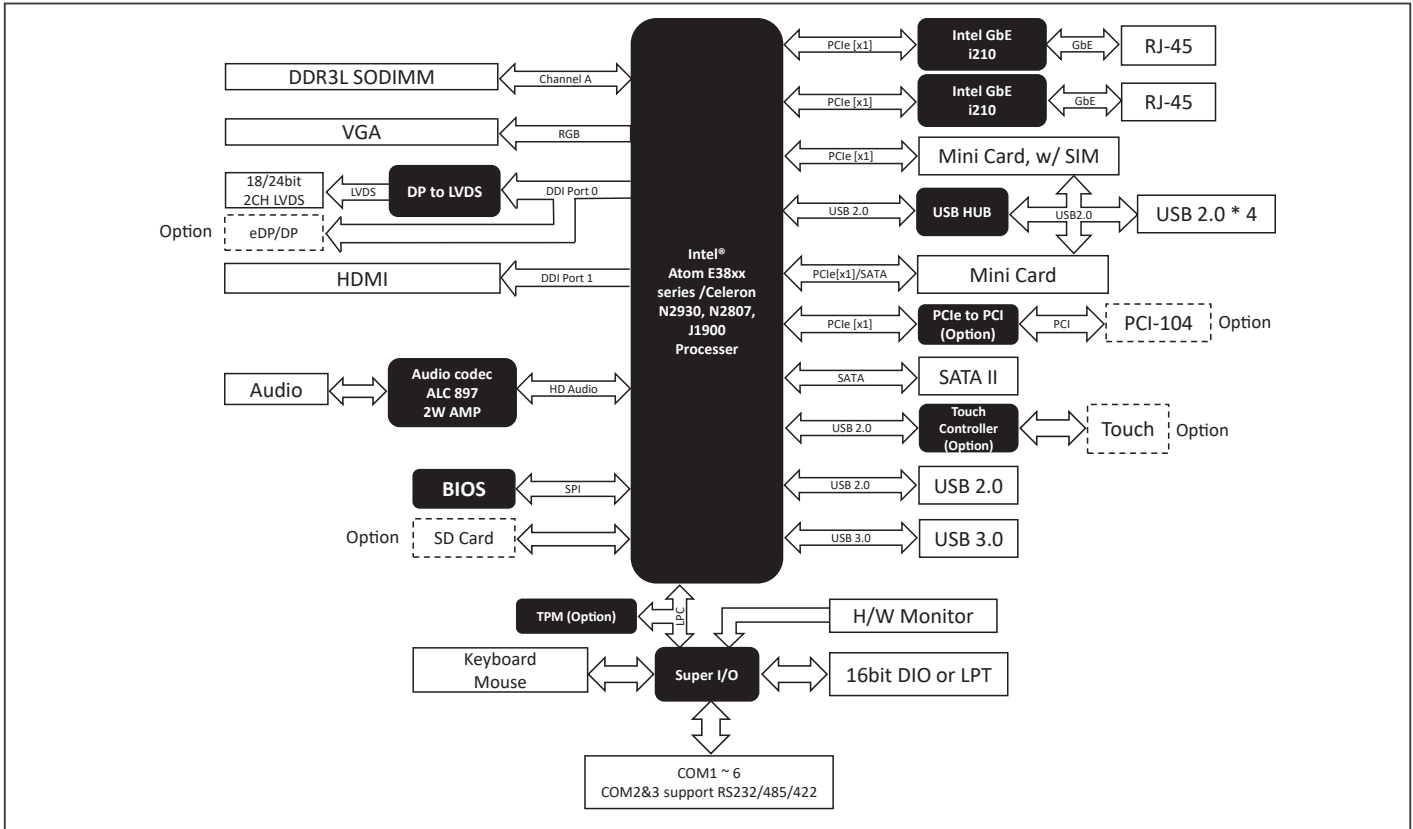 DDR3L SODIMM
Channel A
VGA
RGB
18/24bit
2CH LVDS
LVDS
DP to LVDS
DDI Port 0
Option
eDP/DP
HDMI
DDI Port 1
Audio
Audio codec
ALC 897
2W AMP
HD Audio
BIOS
SPI
Option
SD Card
Intel®
Atom E38xx
series /Celeron
N2930, N2807,
J1900
Processer
PCIe [x1]
Intel GbE
i210
GbE
RJ-45
PCIe [x1]
Intel GbE
i210
GbE
RJ-45
PCIe [x1]
Mini Card, w/ SIM
USB 2.0
USB HUB
USB2.0
USB 2.0 * 4
PCIe[x1]/SATA
Mini Card
PCIe [x1]
PCIe to PCI
(Option)
PCI
PCI-104
Option
SATA
SATA II
USB 2.0
Touch
Controller
(Option)
Touch
Option
USB 2.0
USB 2.0
USB 3.0
USB 3.0
TPM (Option)
LPC
H/W Monitor
Keyboard
Mouse
Super I/O
16bit DIO or LPT
COM1 ~ 6
COM2&3 support RS232/485/422